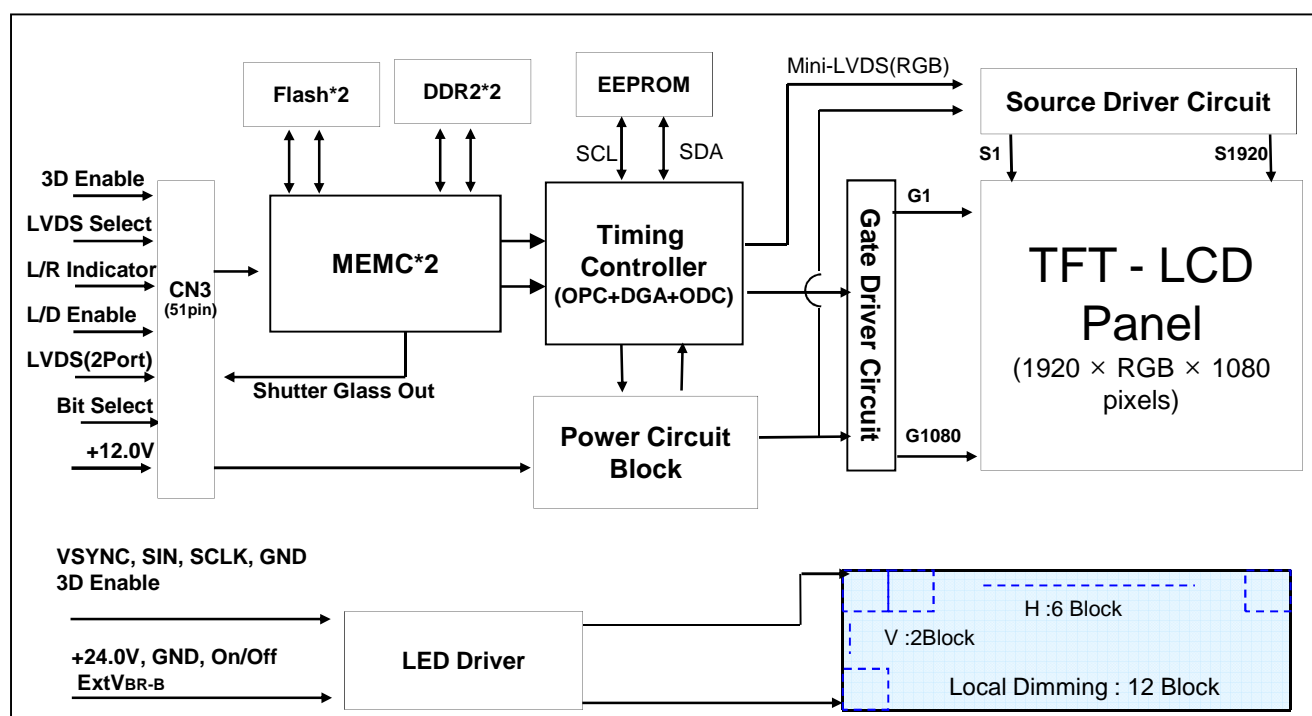 Flash*2
DDR2*2
EEPROM
Mini-LVDS(RGB)
Source Driver Circuit
SCL
SDA
S1
S1920
3D Enable
LVDS Select
L/R Indicator
L/D Enable
LVDS(2Port)
Bit Select
+12.0V
CN3
(51pin)
MEMC*2
Shutter Glass Out
Timing
Controller
(OPC+DGA+ODC)
Power Circuit
Block
Gate Driver Circuit
G1
G1080
TFT - LCD
Panel
(1920 × RGB × 1080
pixels)
VSYNC, SIN, SCLK, GND
3D Enable
+24.0V, GND, On/Off
ExtVBR-B
LED Driver
H :6 Block
V :2Block
Local Dimming : 12 Block